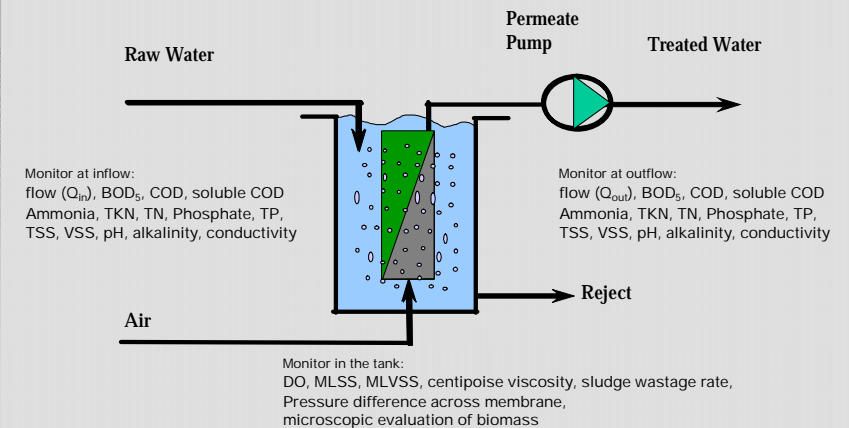 Permeate
Pump
Treated Water
Raw Water
Monitor at inflow:
flow (Qin), BOD5, COD, soluble COD
Ammonia, TKN, TN, Phosphate, TP,
TSS, VSS, pH, alkalinity, conductivity
Monitor at outflow:
flow (Qout), BOD5, COD, soluble COD
Ammonia, TKN, TN, Phosphate, TP,
TSS, VSS, pH, alkalinity, conductivity
Reject
Air
Monitor in the tank:
DO, MLSS, MLVSS, centipoise viscosity, sludge wastage rate,
Pressure difference across membrane,
microscopic evaluation of biomass